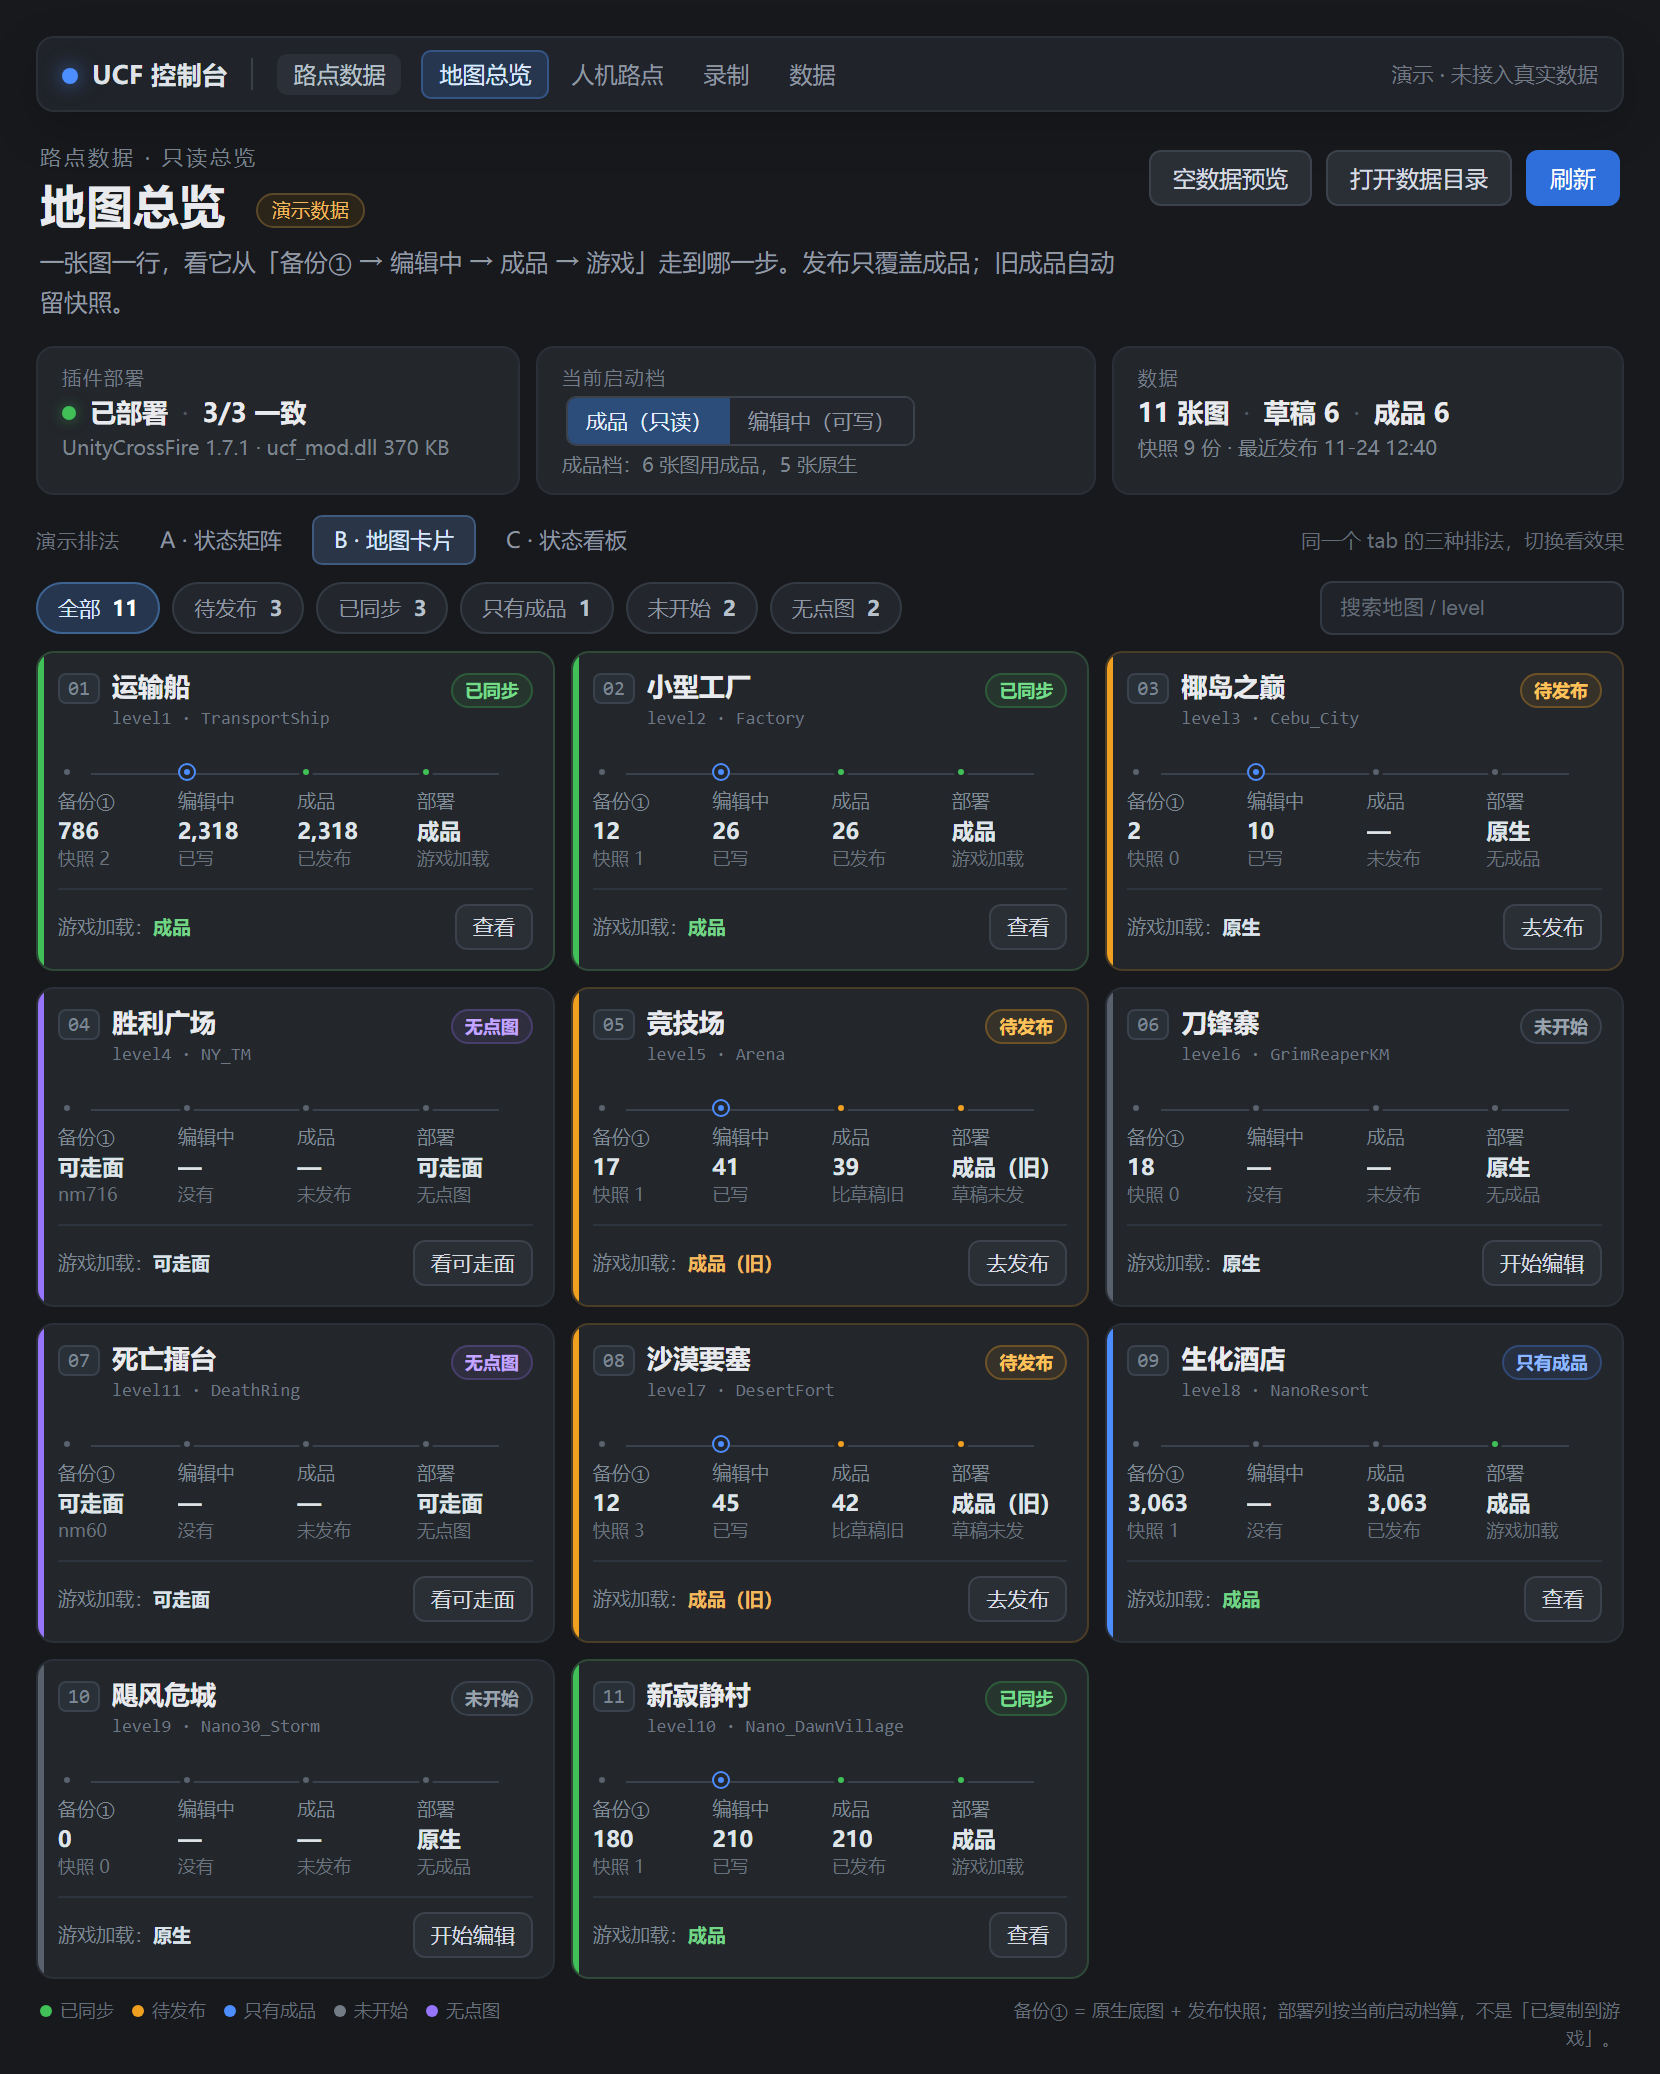 UCF 控制台 路点数据 地图总览 人机路点 录制 数据 演示 · 未接入真实数据
路点数据 · 只读总览
地图总览 演示数据
空数据预览 打开数据目录 刷新
一张图一行，看它从「备份① → 编辑中 → 成品 → 游戏」走到哪一步。发布只覆盖成品；旧成品自动
留快照。
插件部署
已部署 · 3/3 一致
UnityCrossFire 1.7.1 · ucf_mod.dll 370 KB
当前启动档
成品（只读） 编辑中（可写）
成品档：6 张图用成品，5 张原生
数据
11 张图 · 草稿 6 · 成品 6
快照 9 份 · 最近发布 11-24 12:40
演示排法 A · 状态矩阵 B · 地图卡片 C · 状态看板 同一个 tab 的三种排法，切换看效果
全部 11 待发布 3 已同步 3 只有成品 1 未开始 2 无点图 2 搜索地图 / level
01 运输船 已同步
level1 · TransportShip
备份① 编辑中 成品 部署
786 2,318 2,318 成品
快照 2 已写 已发布 游戏加载
游戏加载：成品 查看
02 小型工厂 已同步
level2 · Factory
备份① 编辑中 成品 部署
12 26 26 成品
快照 1 已写 已发布 游戏加载
游戏加载：成品 查看
03 椰岛之巅 待发布
level3 · Cebu_City
备份① 编辑中 成品 部署
2 10 — 原生
快照 0 已写 未发布 无成品
游戏加载：原生 去发布
04 胜利广场 无点图
level4 · NY_TM
备份① 编辑中 成品 部署
可走面 — — 可走面
nm716 没有 未发布 无点图
游戏加载：可走面 看可走面
05 竞技场 待发布
level5 · Arena
备份① 编辑中 成品 部署
17 41 39 成品（旧）
快照 1 已写 比草稿旧 草稿未发
游戏加载：成品（旧） 去发布
06 刀锋寨 未开始
level6 · GrimReaperKM
备份① 编辑中 成品 部署
18 — — 原生
快照 0 没有 未发布 无成品
游戏加载：原生 开始编辑
07 死亡擂台 无点图
level11 · DeathRing
备份① 编辑中 成品 部署
可走面 — — 可走面
nm60 没有 未发布 无点图
游戏加载：可走面 看可走面
08 沙漠要塞 待发布
level7 · DesertFort
备份① 编辑中 成品 部署
12 45 42 成品（旧）
快照 3 已写 比草稿旧 草稿未发
游戏加载：成品（旧） 去发布
09 生化酒店 只有成品
level8 · NanoResort
备份① 编辑中 成品 部署
3,063 — 3,063 成品
快照 1 没有 已发布 游戏加载
游戏加载：成品 查看
10 飓风危城 未开始
level9 · Nano30_Storm
备份① 编辑中 成品 部署
0 — — 原生
快照 0 没有 未发布 无成品
游戏加载：原生 开始编辑
11 新寂静村 已同步
level10 · Nano_DawnVillage
备份① 编辑中 成品 部署
180 210 210 成品
快照 1 已写 已发布 游戏加载
游戏加载：成品 查看
已同步 待发布 只有成品 未开始 无点图
备份① = 原生底图 + 发布快照；部署列按当前启动档算，不是「已复制到游
戏」。